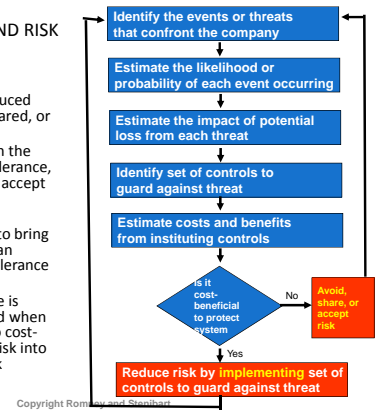 ND RISK
uced
ared, or
n the
lerance,
accept
to bring
an
lerance
e is
d when
cost-
isk into
k
Identify the events or threats
that confront the company
Estimate the likelihood or
probability of each event occurring
Estimate the impact of potential
loss from each threat
Identify set of controls to
guard against threat
Estimate costs and benefits
from instituting controls
Is it
cost-
beneficial
to protect
system
No
Avoid,
share, or
accept
risk
Yes
Reduce risk by implementing set of
controls to guard against threat
Copyright Romney and Steinbart